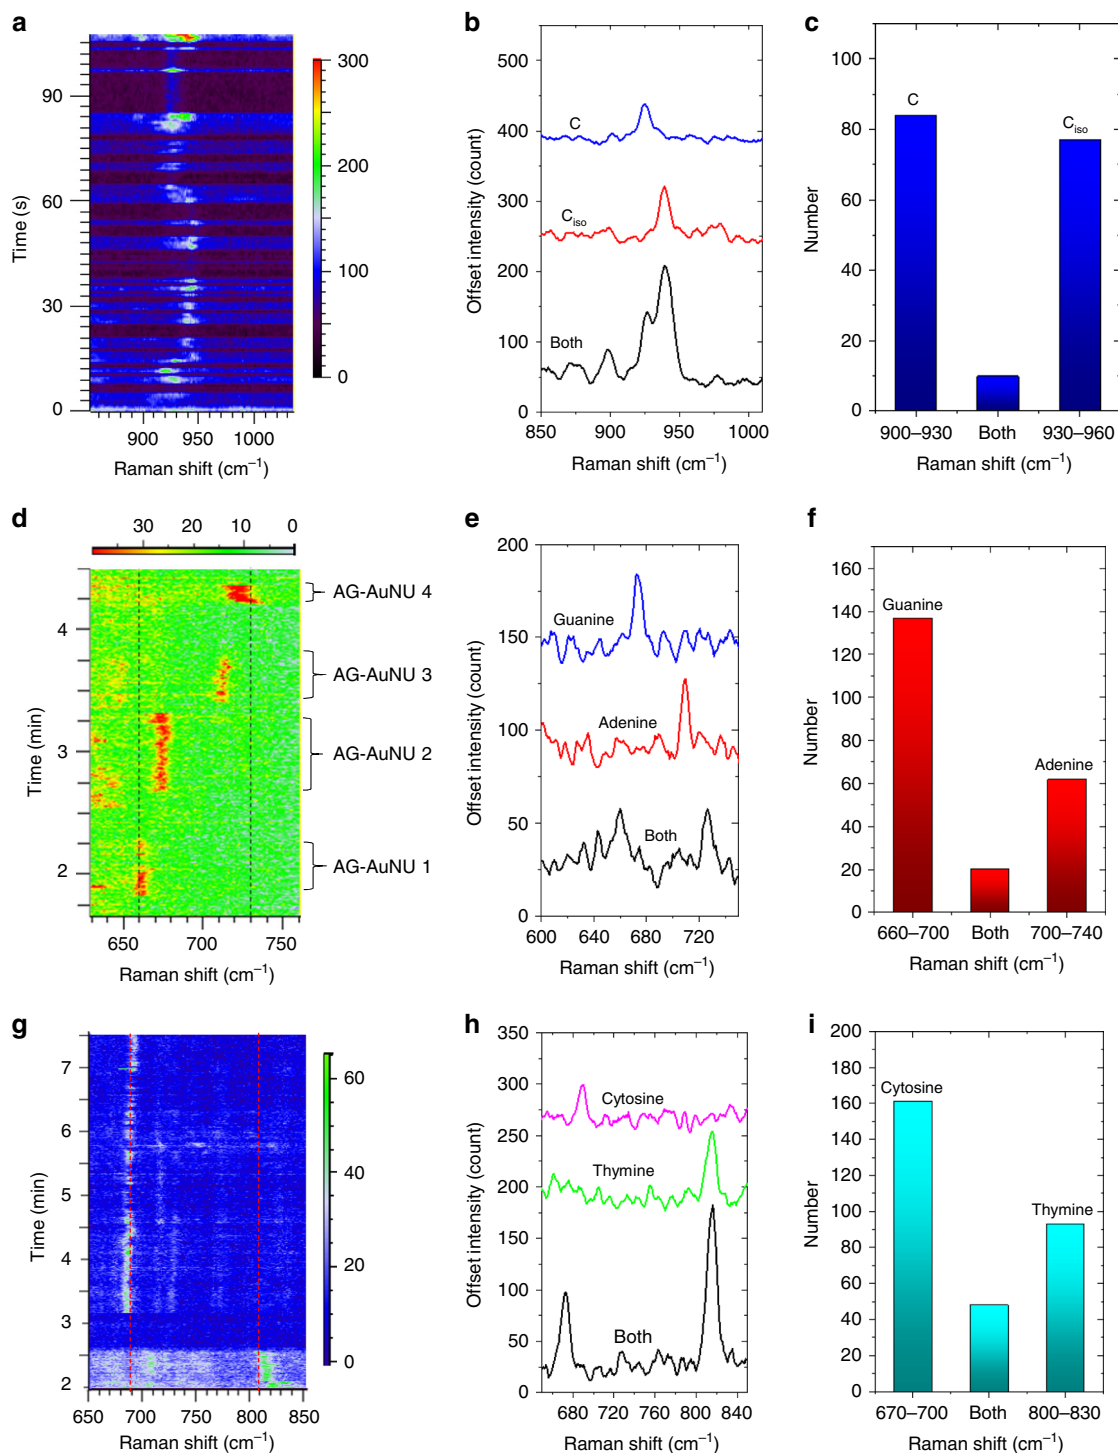 a
Time (s)
90
60
30
0
900
950
1000
Raman shift (cm⁻¹)
300
200
100
0
b
Offset intensity (count)
500
400
300
200
100
0
C
C_iso
Both
850
900
950
1000
Raman shift (cm⁻¹)
c
Number
100
80
60
40
20
0
C
C_iso
900–930
Both
930–960
Raman shift (cm⁻¹)
d
30
20
10
0
Time (min)
4
3
2
AG-AuNU 4
AG-AuNU 3
AG-AuNU 2
AG-AuNU 1
650
700
750
Raman shift (cm⁻¹)
e
Offset intensity (count)
200
150
100
50
0
Guanine
Adenine
Both
600
640
680
720
Raman shift (cm⁻¹)
f
Number
160
140
120
100
80
60
40
20
0
Guanine
Adenine
660–700
Both
700–740
Raman shift (cm⁻¹)
g
Time (min)
7
6
5
4
3
2
650
700
750
800
850
Raman shift (cm⁻¹)
60
40
20
0
h
Offset intensity (count)
350
300
250
200
150
100
50
0
Cytosine
Thymine
Both
680
720
760
800
840
Raman shift (cm⁻¹)
i
Number
200
180
160
140
120
100
80
60
40
20
0
Cytosine
Thymine
670–700
Both
800–830
Raman shift (cm⁻¹)